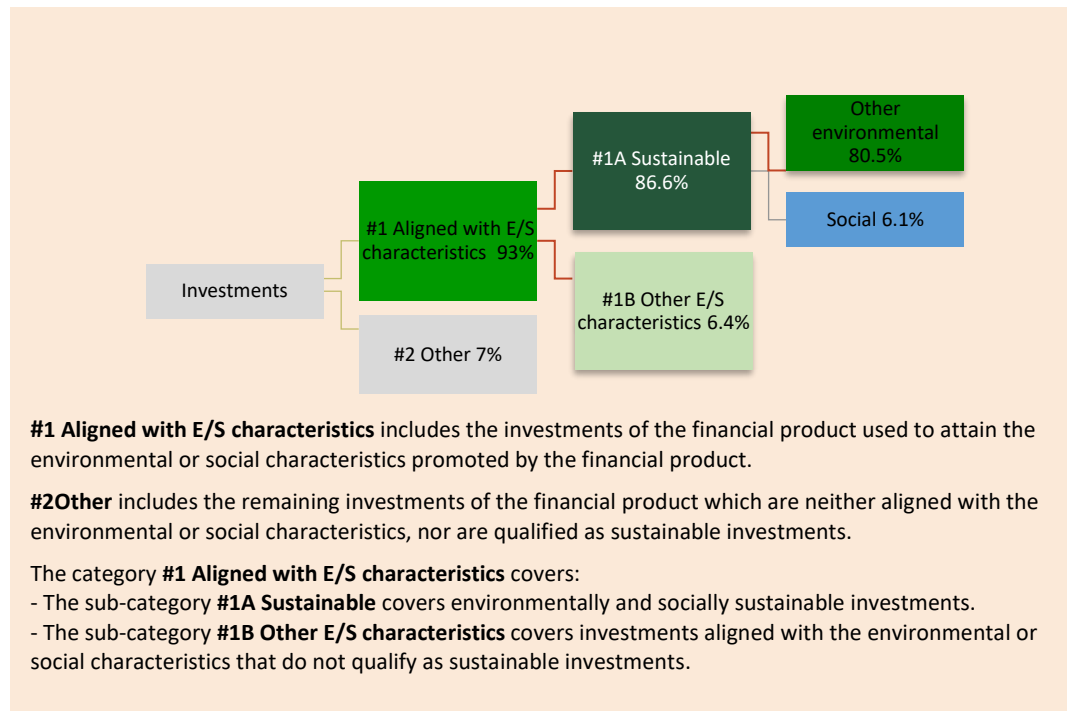 Other
environmental
80.5%
#1A Sustainable
86.6%
Social 6.1%
#1 Aligned with E/S
characteristics 93%
Investments
#1B Other E/S
characteristics 6.4%
#2 Other 7%
#1 Aligned with E/S characteristics includes the investments of the financial product used to attain the
environmental or social characteristics promoted by the financial product.
#2Other includes the remaining investments of the financial product which are neither aligned with the
environmental or social characteristics, nor are qualified as sustainable investments.
The category #1 Aligned with E/S characteristics covers:
- The sub-category #1A Sustainable covers environmentally and socially sustainable investments.
- The sub-category #1B Other E/S characteristics covers investments aligned with the environmental or
social characteristics that do not qualify as sustainable investments.